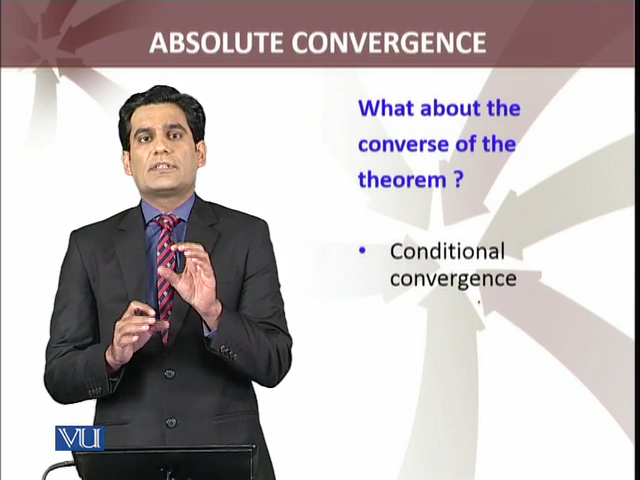 ABSOLUTE CONVERGENCE
What about the
converse of the
theorem ?
• Conditional
convergence
VU